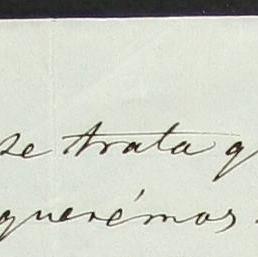 se trata q
querémos.